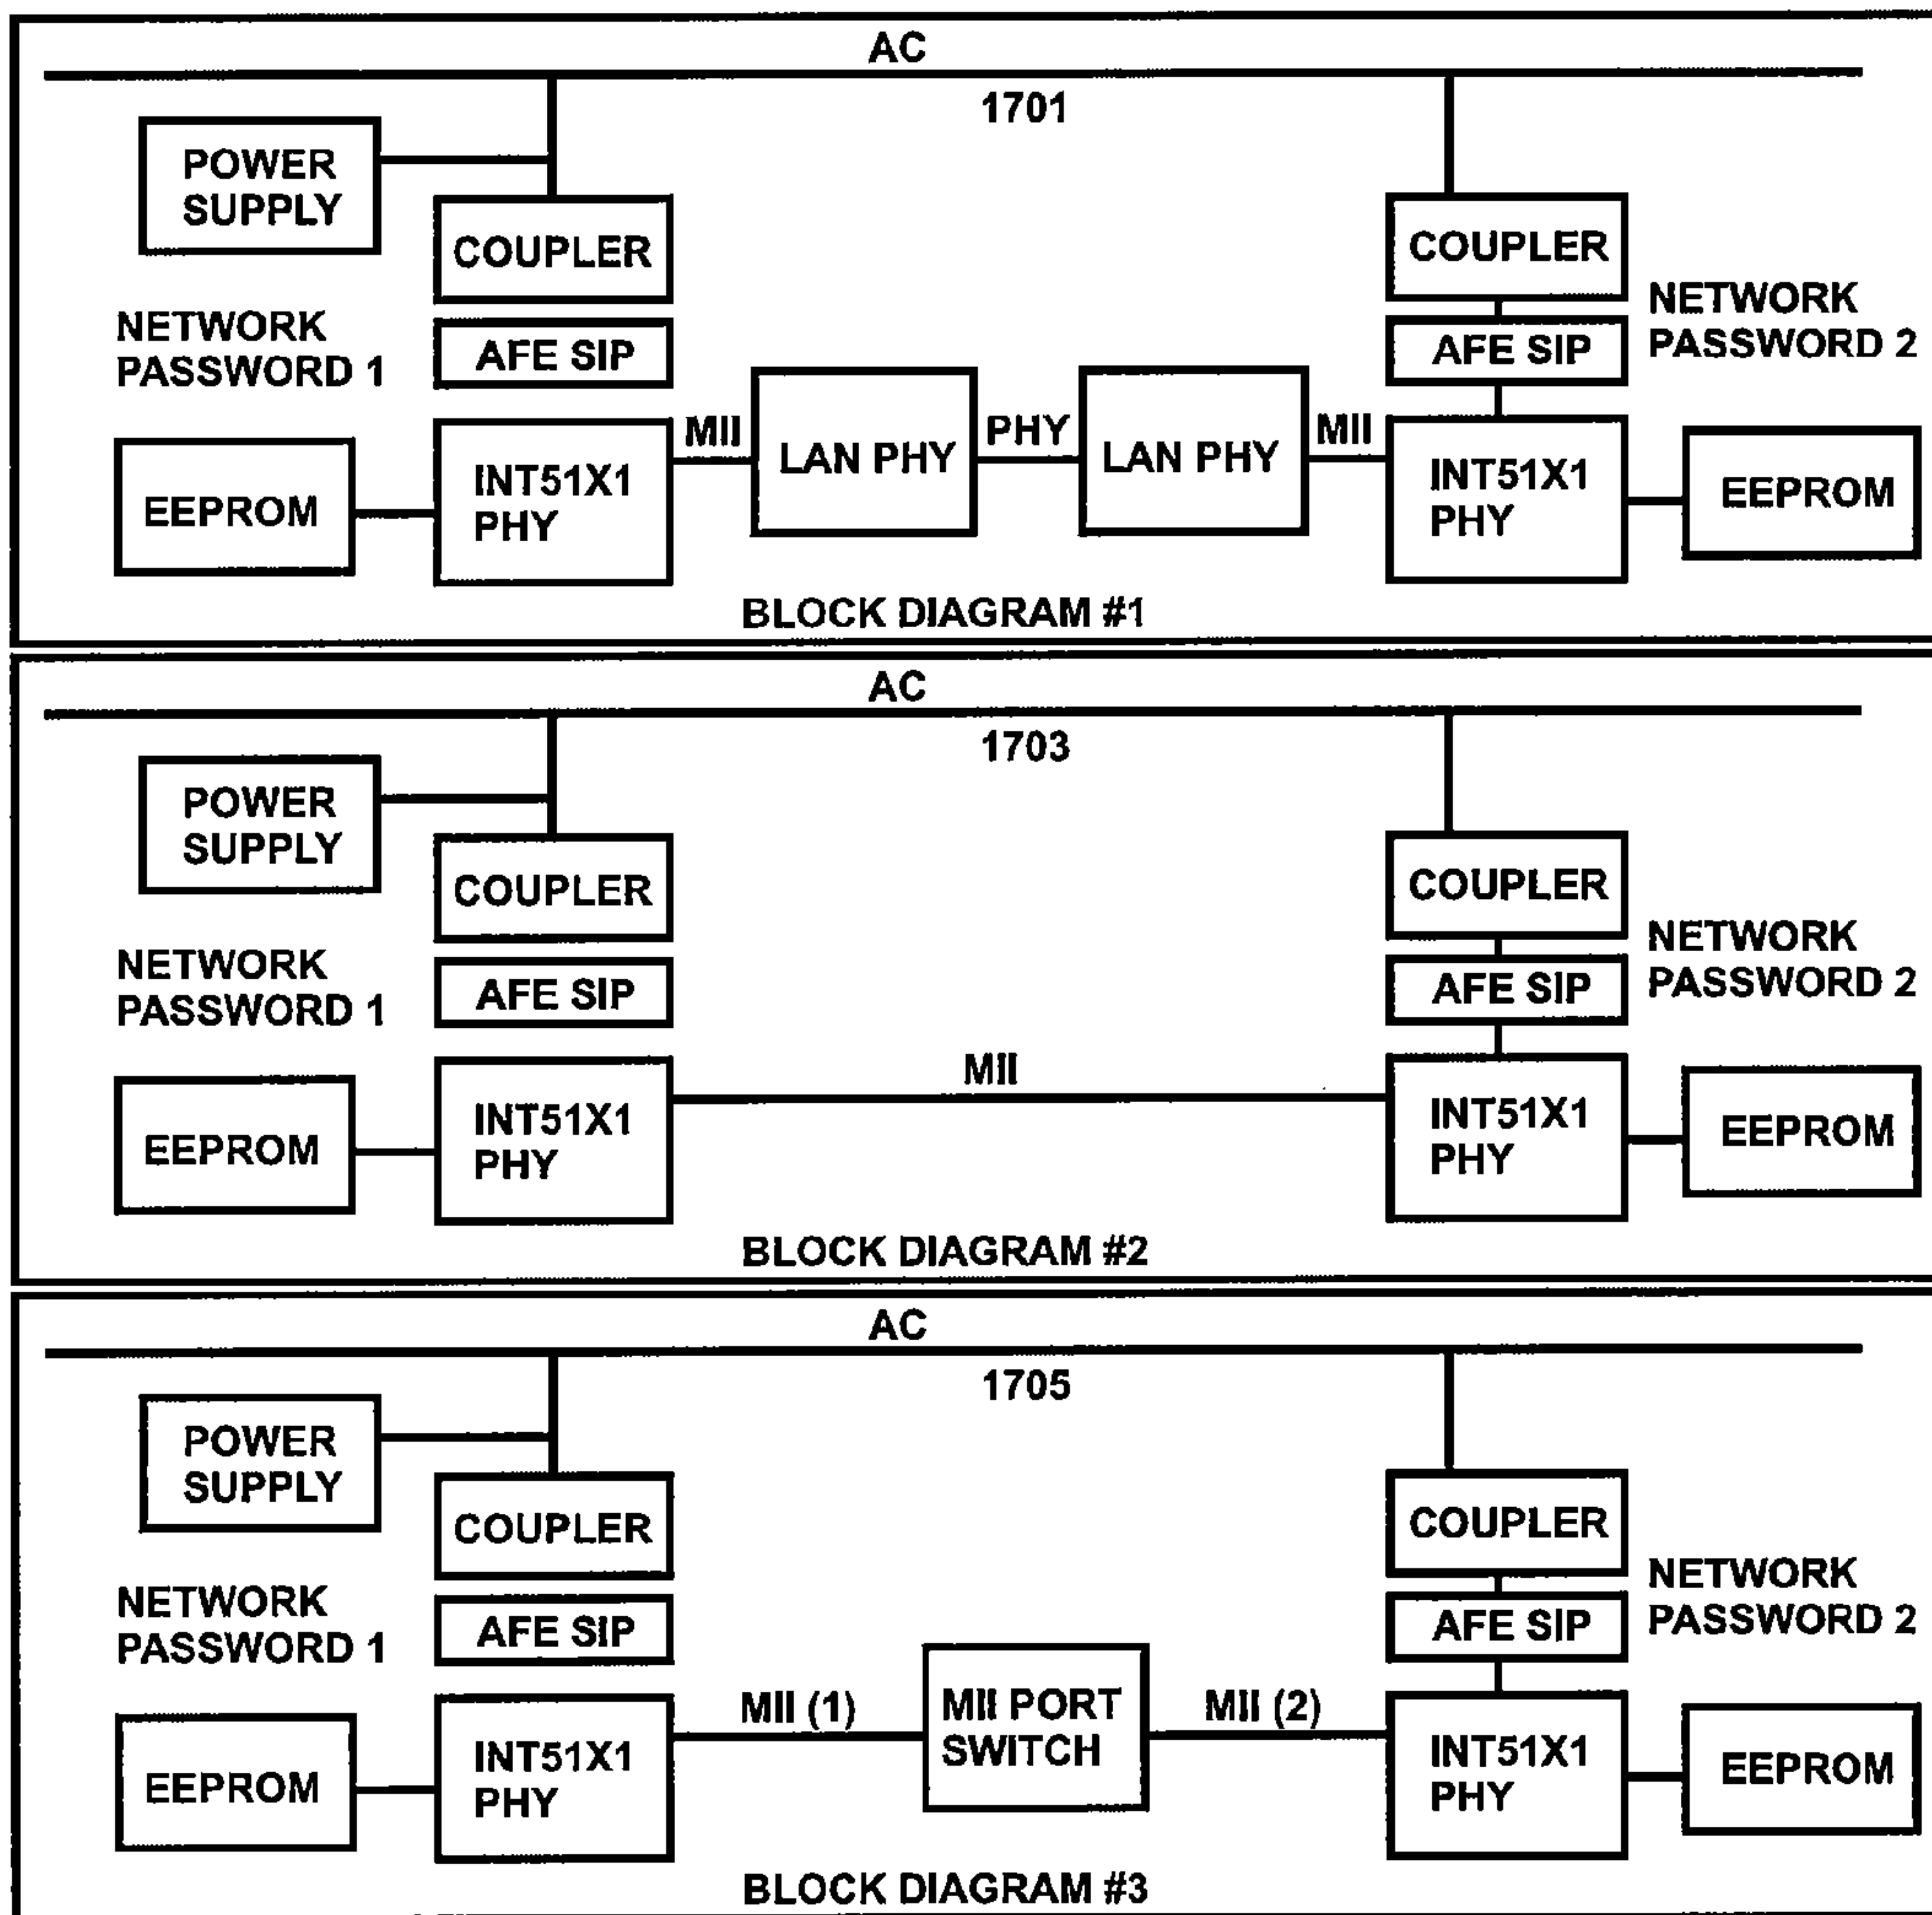 AC
1701
POWER
SUPPLY
COUPLER
COUPLER
NETWORK
PASSWORD 1
NETWORK
PASSWORD 2
AFE SIP
AFE SIP
EEPROM
INT51X1
PHY
MII
LAN PHY
PHY
LAN PHY
MII
INT51X1
PHY
EEPROM
BLOCK DIAGRAM #1
AC
1703
POWER
SUPPLY
COUPLER
COUPLER
NETWORK
PASSWORD 1
NETWORK
PASSWORD 2
AFE SIP
AFE SIP
EEPROM
INT51X1
PHY
MII
INT51X1
PHY
EEPROM
BLOCK DIAGRAM #2
AC
1705
POWER
SUPPLY
COUPLER
COUPLER
NETWORK
PASSWORD 1
NETWORK
PASSWORD 2
AFE SIP
AFE SIP
EEPROM
INT51X1
PHY
MII (1)
MII PORT
SWITCH
MII (2)
INT51X1
PHY
EEPROM
BLOCK DIAGRAM #3